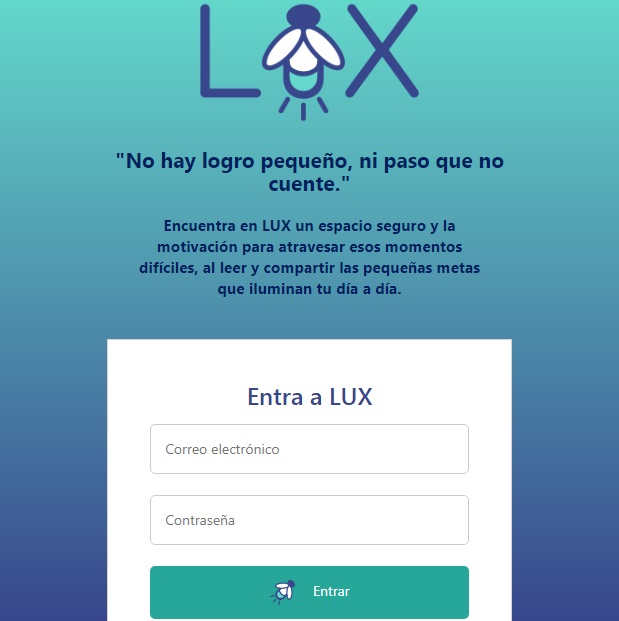 LUX
"No hay logro pequeño, ni paso que no
cuente."
Encuentra en LUX un espacio seguro y la
motivación para atravesar esos momentos
difíciles, al leer y compartir las pequeñas metas
que iluminan tu día a día.
Entra a LUX
Correo electrónico
Contraseña
Entrar